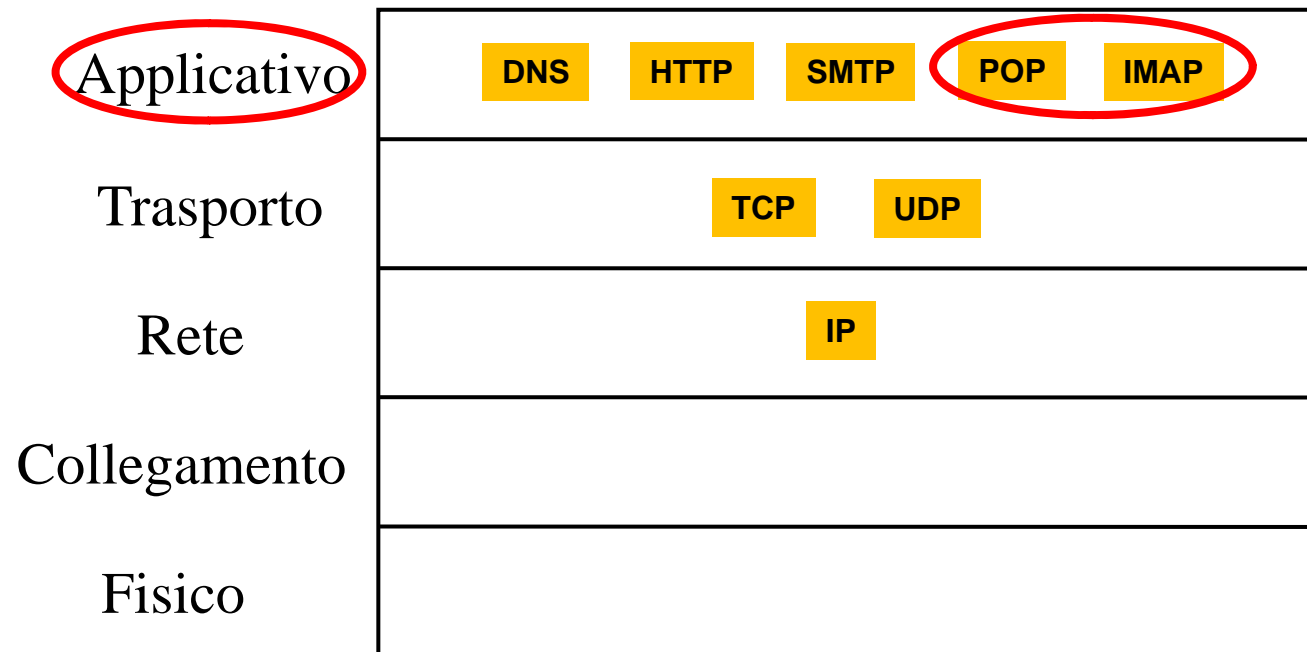 Applicativo DNS HTTP SMTP POP IMAP
Trasporto TCP UDP
Rete IP
Collegamento
Fisico